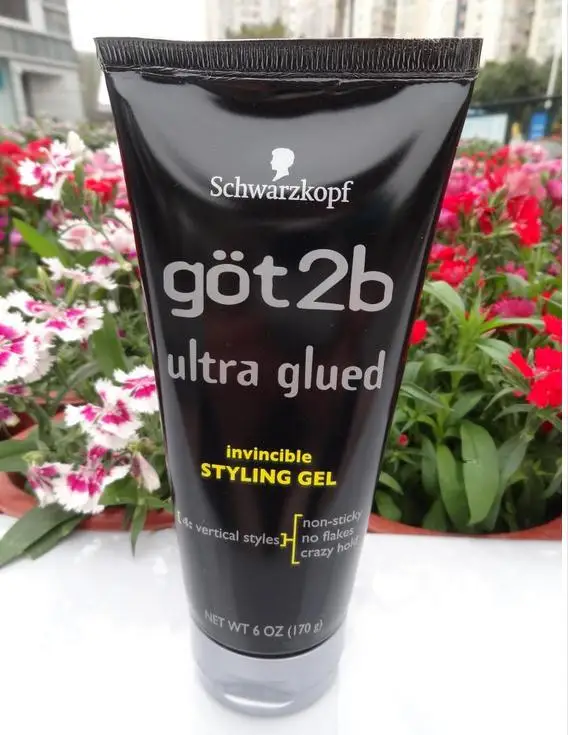 Schwarzkopf
göt2b
ultra glued
invincible
STYLING GEL
4: vertical styles
non-sticky
no flakes
crazy hold
NET WT 6 OZ (170 g)